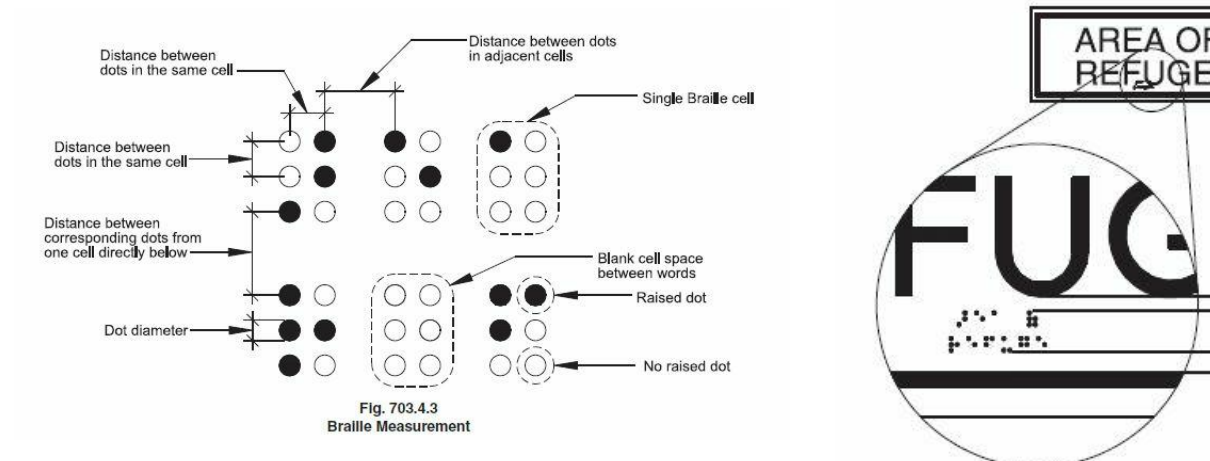 Distance between
dots in the same cell
Distance between dots
in adjacent cells
Single Braille cell
Distance between
dots in the same cell
Distance between
corresponding dots from
one cell directly below
Blank cell space
between words
Raised dot
Dot diameter
No raised dot
Fig. 703.4.3
Braille Measurement
AREA OF
REFUGE
FUG